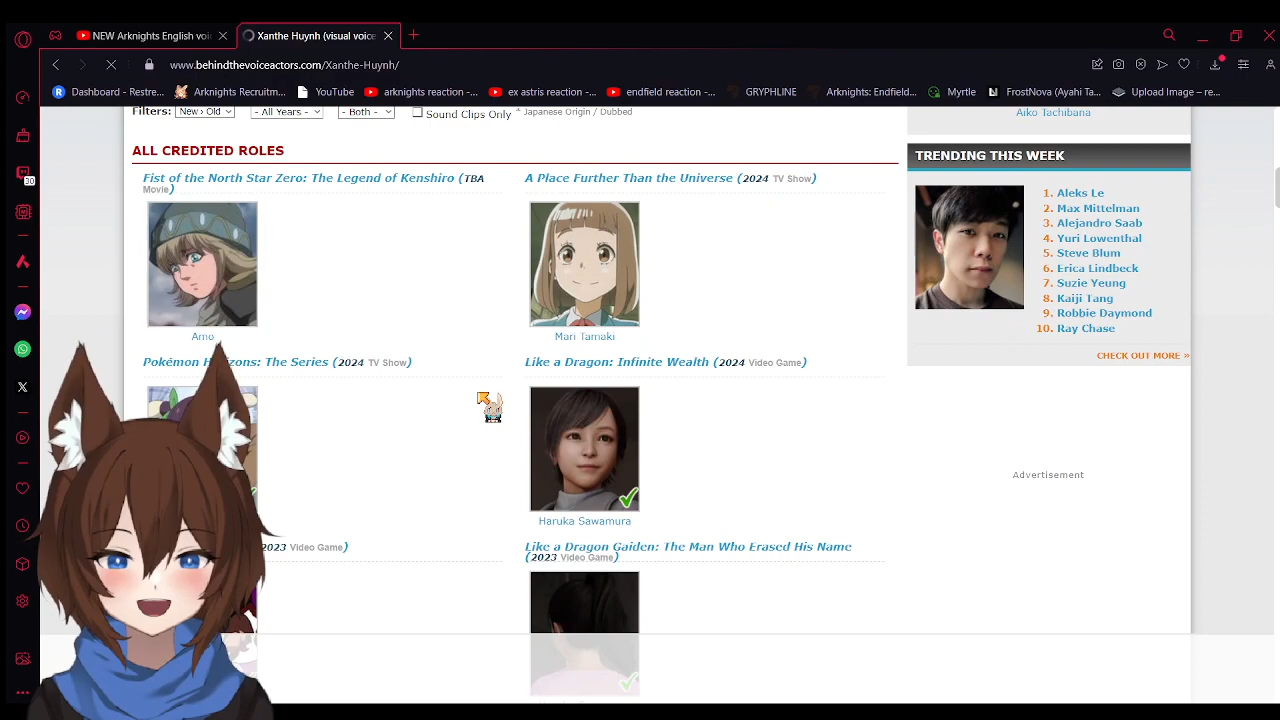 NEW Arknights English voi
Xanthe Huynh (visual voice
www.behindthevoiceactors.com/Xanthe-Huynh/
Dashboard - Restre...
Arknights Recruitmen...
YouTube
arknights reaction -...
ex astris reaction -...
endfield reaction -...
GRYPHLINE
Arknights: Endfield...
Myrtle
FrostNova (Ayahi Ta...
Upload Image – re...
30
Filters:
New › Old
- All Years -
- Both -
Sound Clips Only
* Japanese Origin / Dubbed
Aiko Tachibana
ALL CREDITED ROLES
Fist of the North Star Zero: The Legend of Kenshiro (TBA
Movie)
Amo
A Place Further Than the Universe (2024 TV Show)
Mari Tamaki
Pokémon Horizons: The Series (2024 TV Show)
Like a Dragon: Infinite Wealth (2024 Video Game)
Haruka Sawamura
2023 Video Game)
Like a Dragon Gaiden: The Man Who Erased His Name
(2023 Video Game)
TRENDING THIS WEEK
1. Aleks Le
2. Max Mittelman
3. Alejandro Saab
4. Yuri Lowenthal
5. Steve Blum
6. Erica Lindbeck
7. Suzie Yeung
8. Kaiji Tang
9. Robbie Daymond
10. Ray Chase
CHECK OUT MORE »
Advertisement